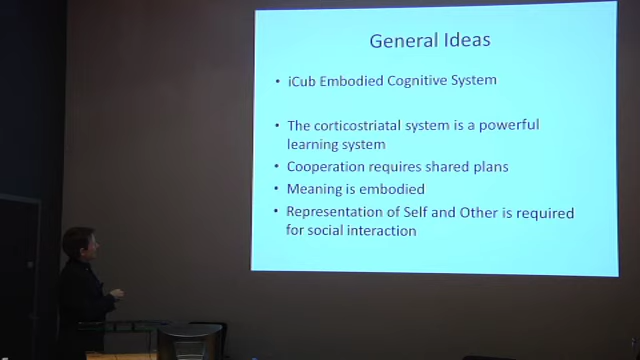 General Ideas
• iCub Embodied Cognitive System
• The corticostriatal system is a powerful
learning system
• Cooperation requires shared plans
• Meaning is embodied
• Representation of Self and Other is required
for social interaction